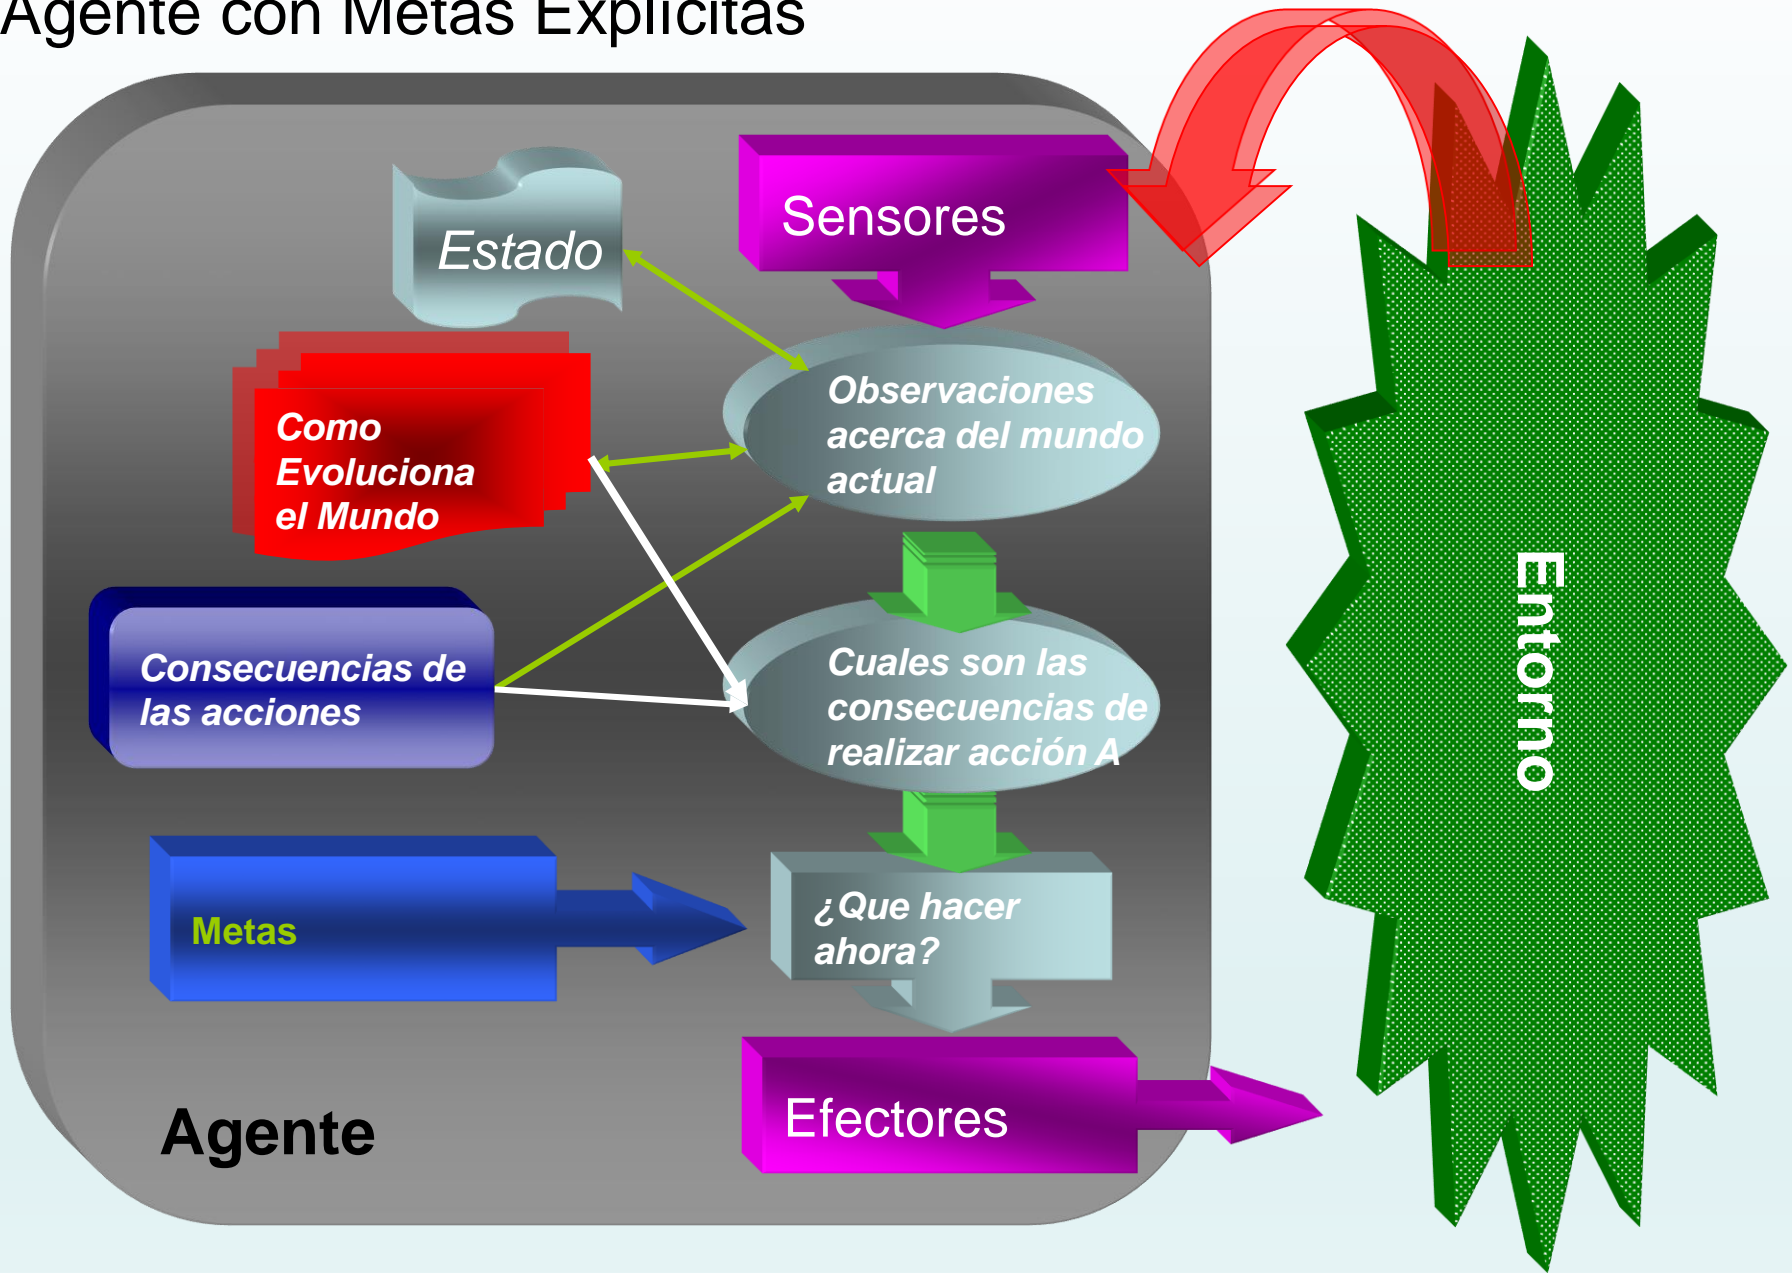 Agente con Metas Explícitas
Sensores
Estado
Observaciones
acerca del mundo
actual
Como
Evoluciona
el Mundo
Entorno
Consecuencias de
las acciones
Cuales son las
consecuencias de
realizar acción A
Metas
¿Que hacer
ahora?
Agente
Efectores